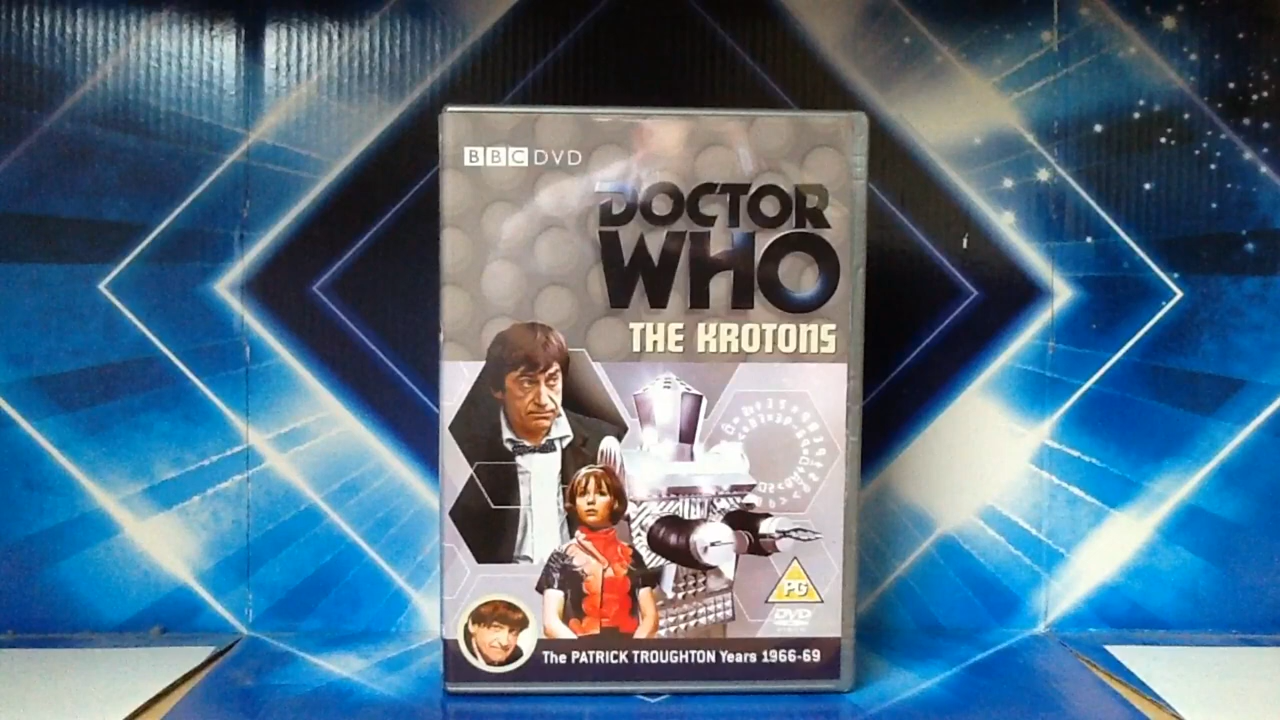 BBC DVD
DOCTOR
WHO
THE KROTONS
PG
DVD
The PATRICK TROUGHTON Years 1966-69